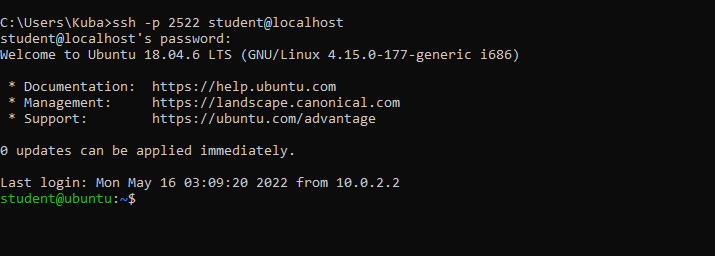 C:\Users\Kuba>ssh -p 2522 student@localhost
student@localhost's password:
Welcome to Ubuntu 18.04.6 LTS (GNU/Linux 4.15.0-177-generic i686)
* Documentation:  https://help.ubuntu.com
* Management:     https://landscape.canonical.com
* Support:        https://ubuntu.com/advantage
0 updates can be applied immediately.
Last login: Mon May 16 03:09:20 2022 from 10.0.2.2
student@ubuntu:~$